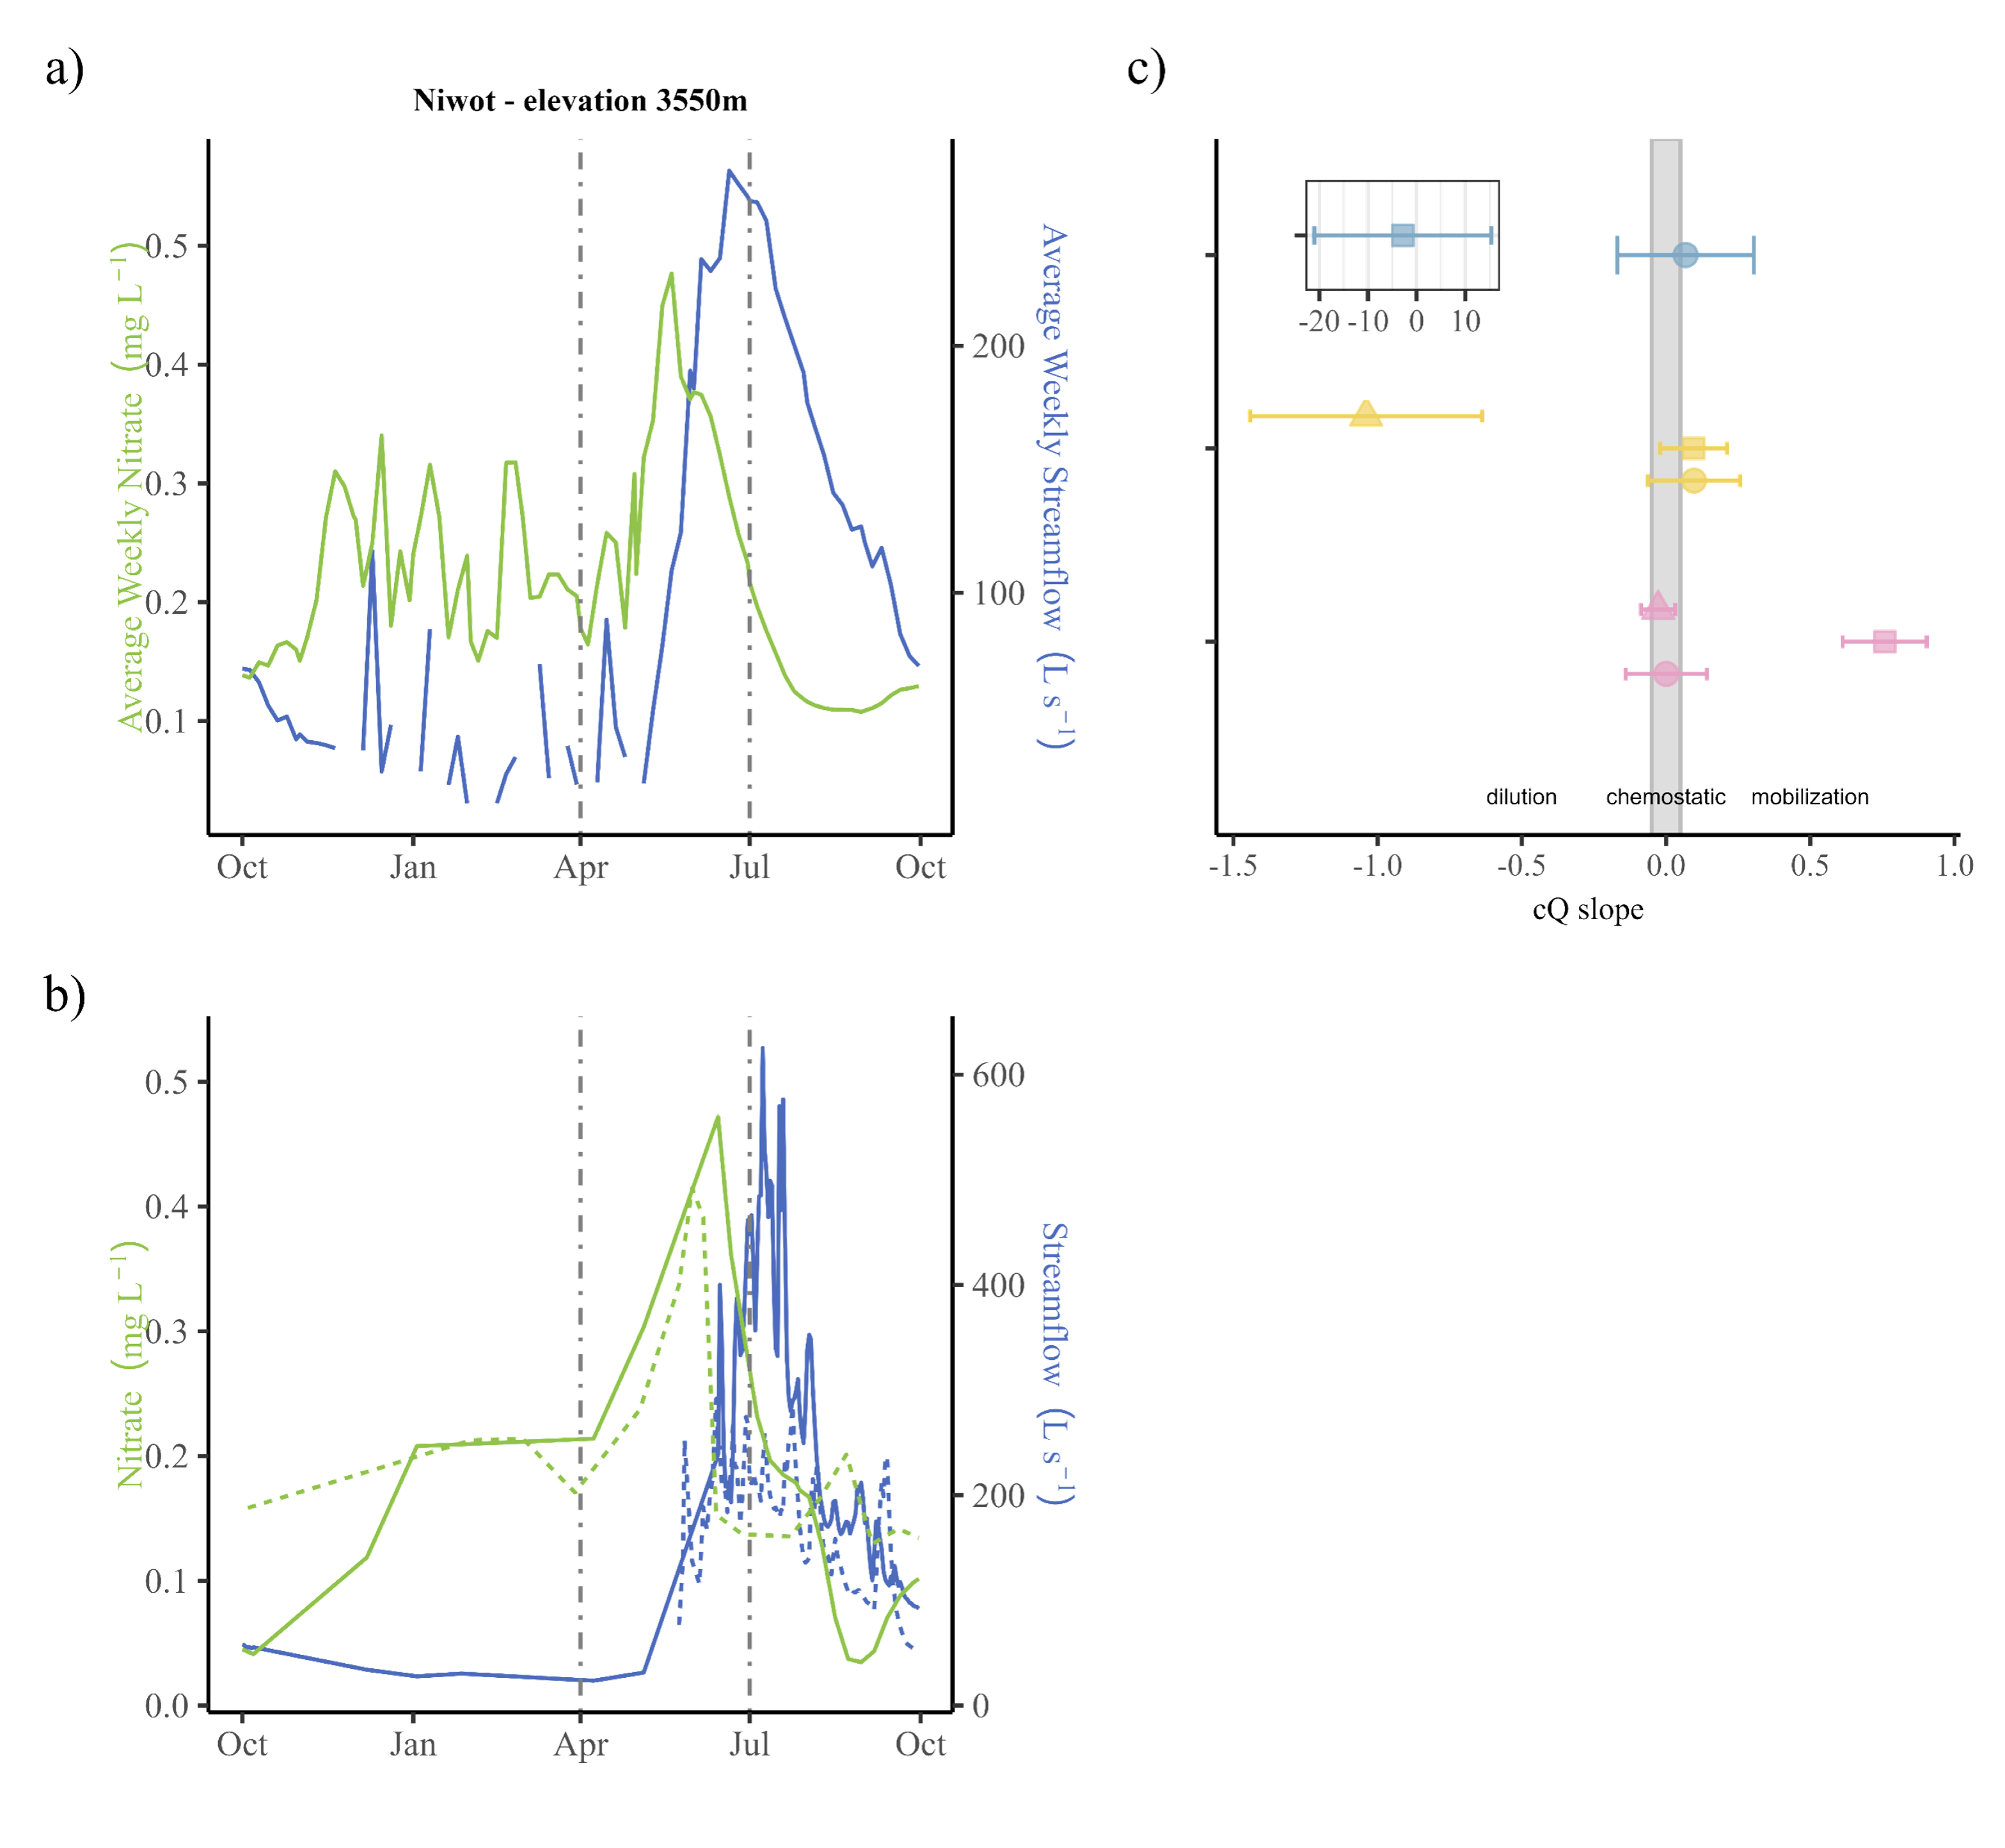 a)
Niwot - elevation 3550m
Average Weekly Nitrate (mg L⁻¹)
0.5
0.4
0.3
0.2
0.1
Average Weekly Streamflow (L s⁻¹)
200
100
Oct Jan Apr Jul Oct
c)
-20 -10 0 10
dilution chemostatic mobilization
-1.5 -1.0 -0.5 0.0 0.5 1.0
cQ slope
b)
Nitrate (mg L⁻¹)
0.5
0.4
0.3
0.2
0.1
0.0
Streamflow (L s⁻¹)
600
400
200
0
Oct Jan Apr Jul Oct